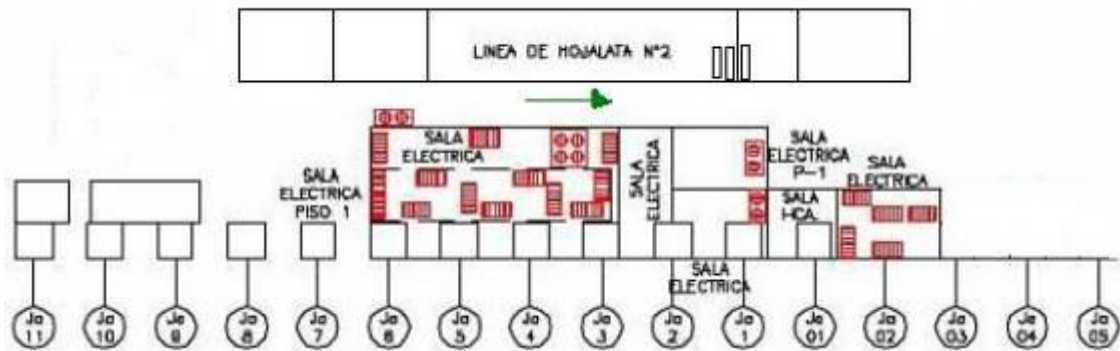 LINEA DE HOJALATA N°2
SALA
ELECTRICA
SALA
ELECTRICA
PISO 1
SALA
ELECTRICA
SALA
ELECTRICA
P-1
SALA
HCA.
SALA
ELECTRICA
SALA
ELECTRICA
Ja
11
Ja
10
Ja
9
Ja
8
Ja
7
Ja
6
Ja
5
Ja
4
Ja
3
Ja
2
Ja
1
Ja
01
Ja
02
Ja
03
Ja
04
Ja
05